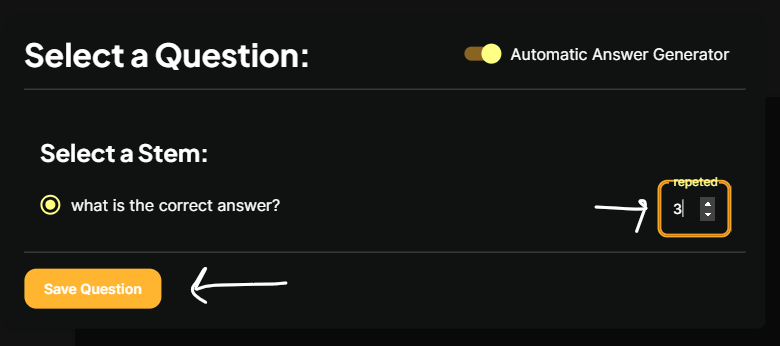 Select a Question:
Automatic Answer Generator
Select a Stem:
repeted
what is the correct answer?
3
Save Question